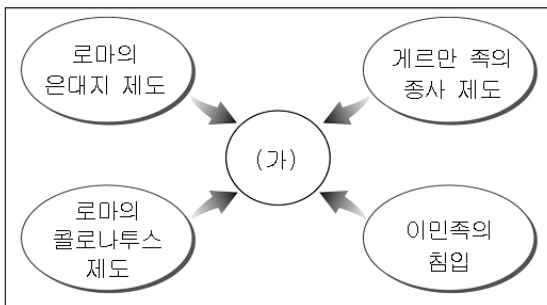 로마의
은대지 제도
게르만 족의
종사 제도
(가)
로마의
콜로나투스
제도
이민족의
침입